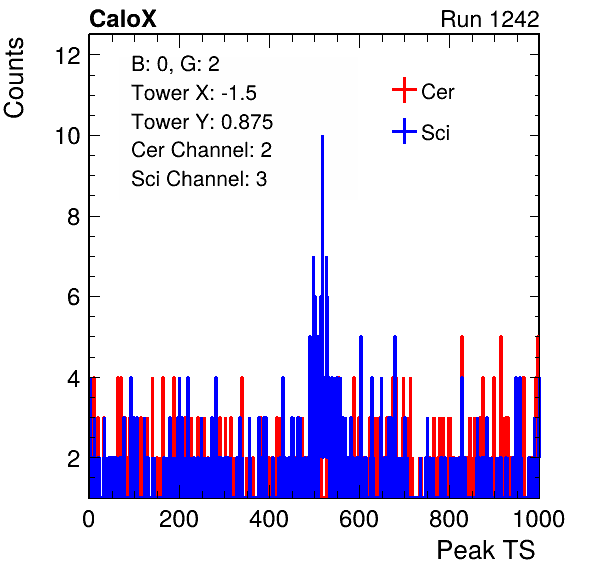 CaloX Run 1242
Counts
B: 0, G: 2
Tower X: -1.5
Tower Y: 0.875
Cer Channel: 2
Sci Channel: 3
Cer
Sci
12
10
8
6
4
2
0 200 400 600 800 1000
Peak TS